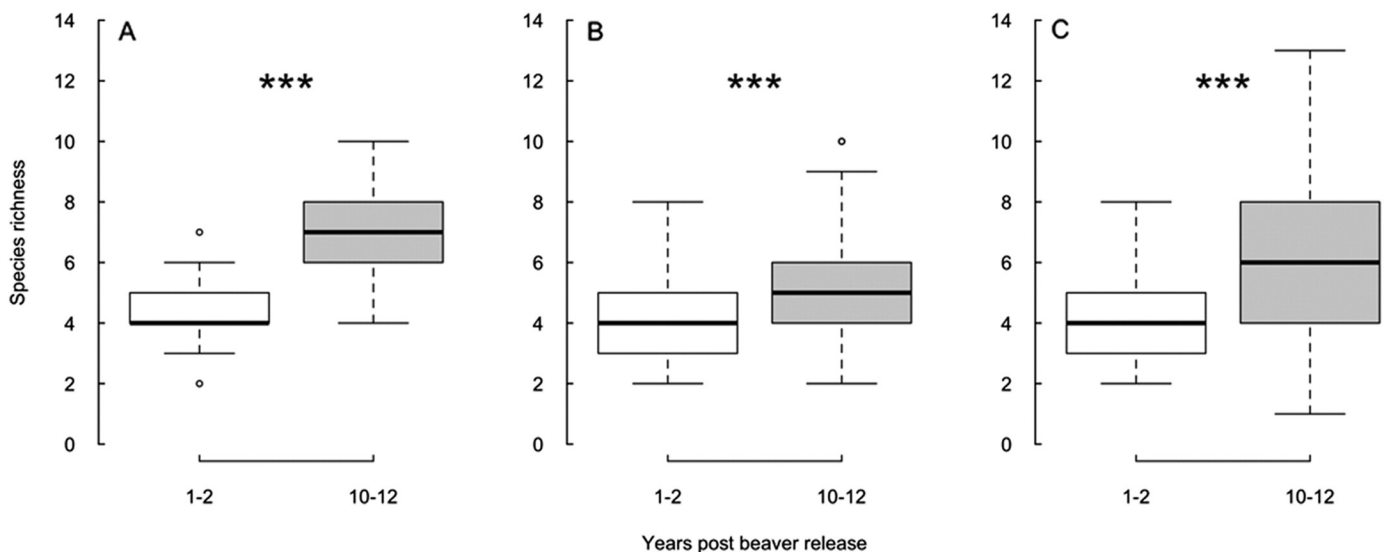 A B C
*** *** ***
Species richness
14 12 10 8 6 4 2 0
14 12 10 8 6 4 2 0
14 12 10 8 6 4 2 0
1-2 10-12 1-2 10-12 1-2 10-12
Years post beaver release